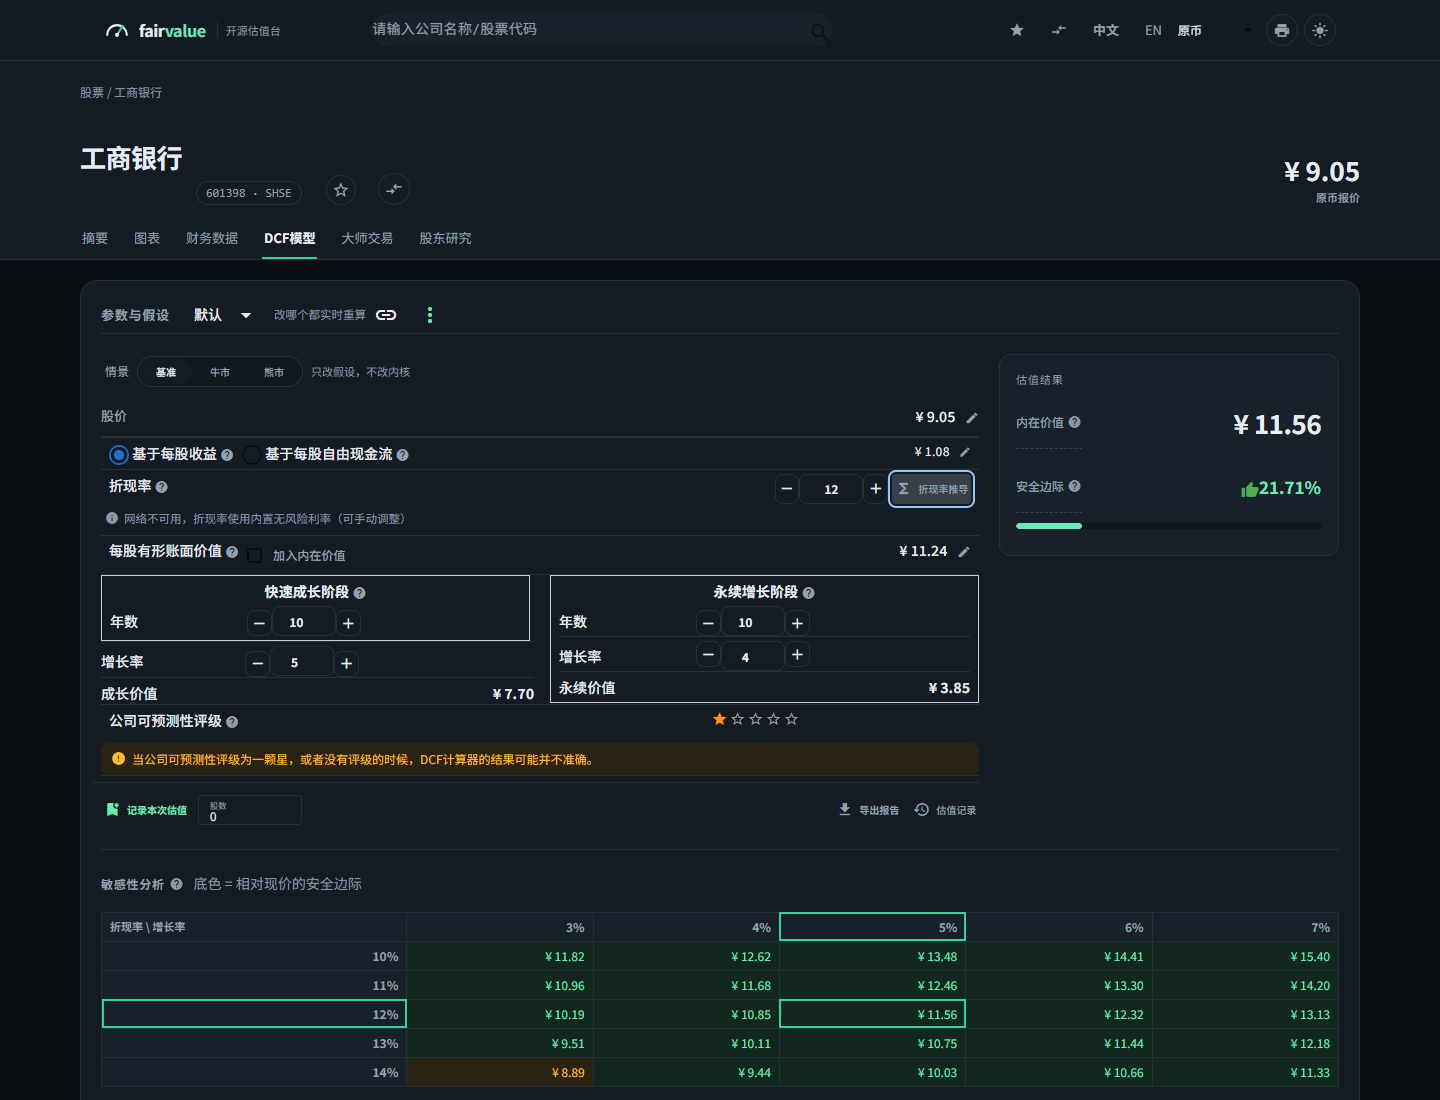 fairvalue 开源估值台 请输入公司名称/股票代码 中文 EN 原币
股票 / 工商银行
工商银行
601398 · SHSE
¥ 9.05
原币报价
摘要 图表 财务数据 DCF模型 大师交易 股东研究
参数与假设 默认 改哪个都实时重算
情景 基准 牛市 熊市 只改假设，不改内核
股价 ¥ 9.05
基于每股收益 基于每股自由现金流 ¥ 1.08
折现率 12 折现率推导
网络不可用，折现率使用内置无风险利率（可手动调整）
每股有形账面价值 加入内在价值 ¥ 11.24
快速成长阶段
年数 10
增长率 5
成长价值 ¥ 7.70
永续增长阶段
年数 10
增长率 4
永续价值 ¥ 3.85
公司可预测性评级
当公司可预测性评级为一颗星，或者没有评级的时候，DCF计算器的结果可能并不准确。
记录本次估值 股数 0 导出报告 估值记录
估值结果
内在价值 ¥ 11.56
安全边际 21.71%
敏感性分析 底色 = 相对现价的安全边际
折现率 \ 增长率 3% 4% 5% 6% 7%
10% ¥ 11.82 ¥ 12.62 ¥ 13.48 ¥ 14.41 ¥ 15.40
11% ¥ 10.96 ¥ 11.68 ¥ 12.46 ¥ 13.30 ¥ 14.20
12% ¥ 10.19 ¥ 10.85 ¥ 11.56 ¥ 12.32 ¥ 13.13
13% ¥ 9.51 ¥ 10.11 ¥ 10.75 ¥ 11.44 ¥ 12.18
14% ¥ 8.89 ¥ 9.44 ¥ 10.03 ¥ 10.66 ¥ 11.33